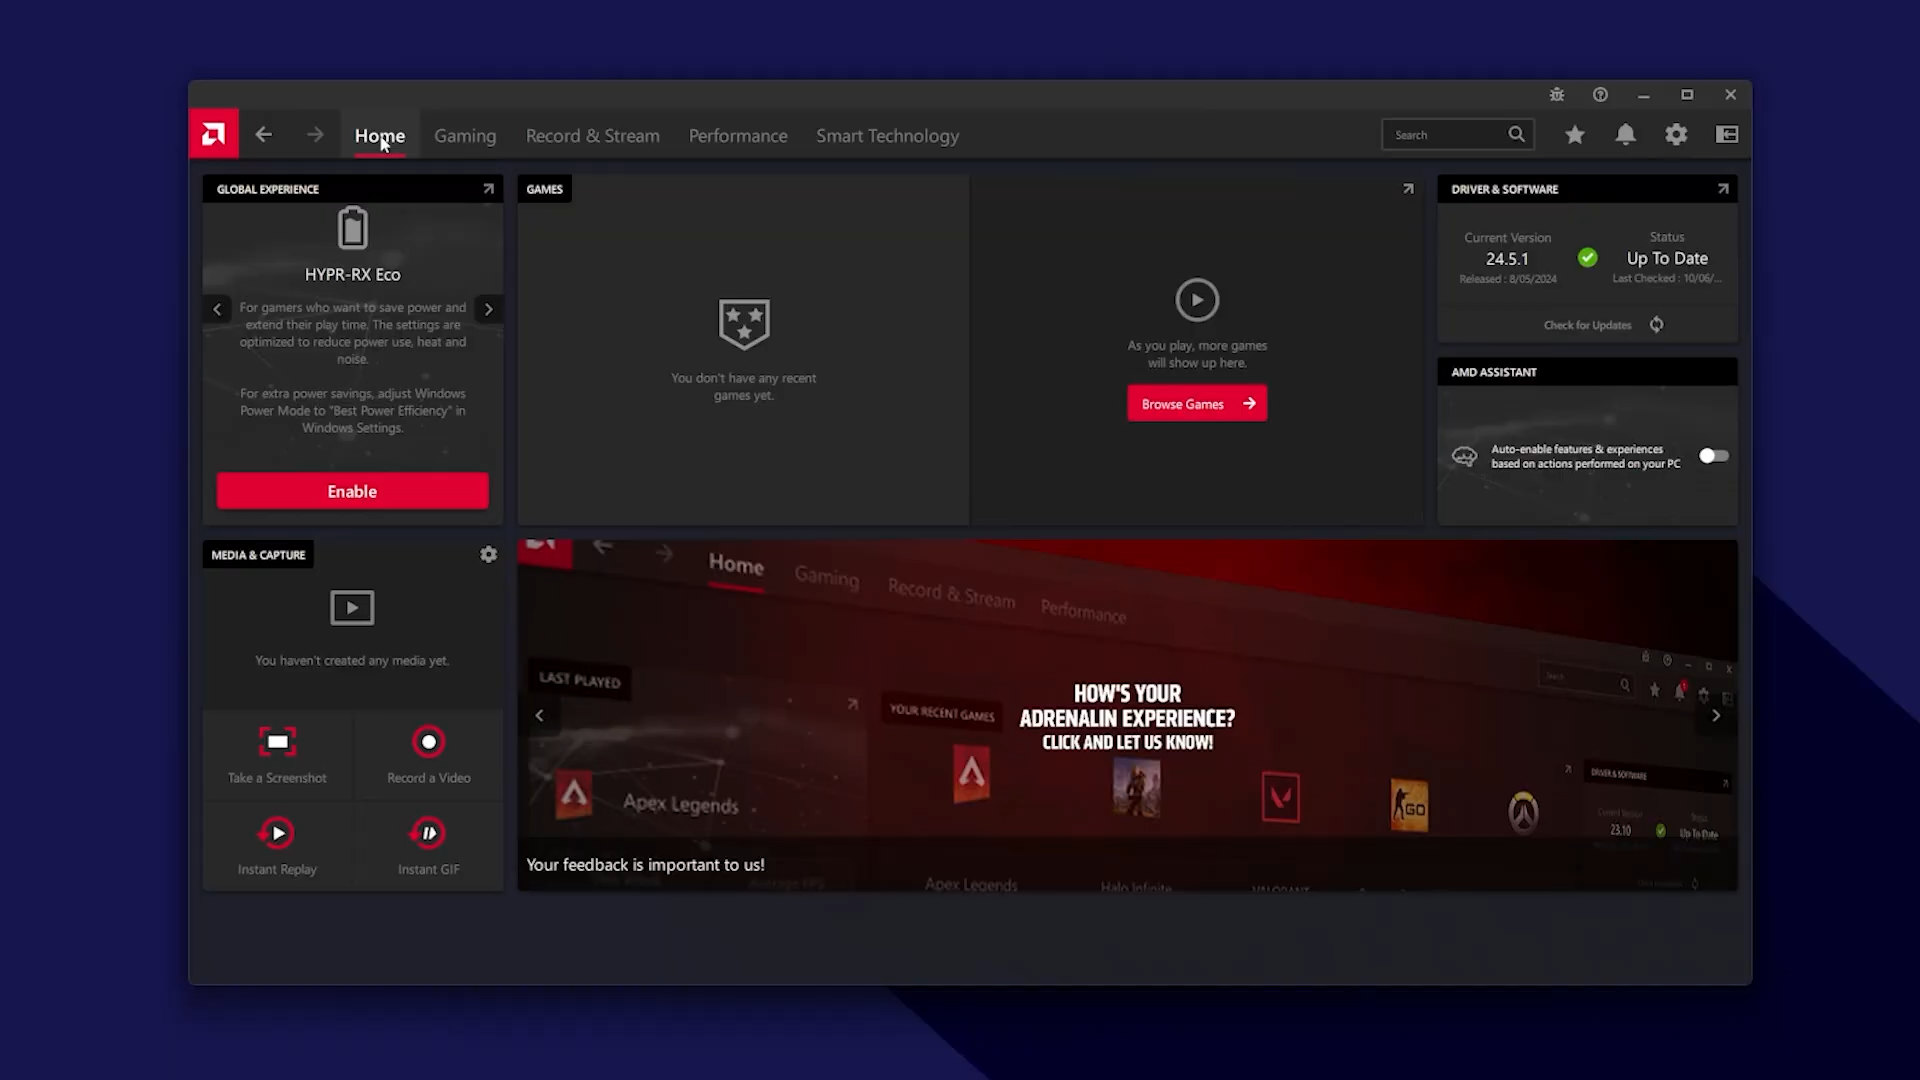 Home
Gaming
Record & Stream
Performance
Smart Technology
Search
GLOBAL EXPERIENCE
HYPR-RX Eco
For gamers who want to save power and
extend their play time. The settings are
optimized to reduce power use, heat and
noise.
For extra power savings, adjust Windows
Power Mode to "Best Power Efficiency" in
Windows Settings.
Enable
GAMES
You don't have any recent
games yet.
As you play, more games
will show up here.
Browse Games
DRIVER & SOFTWARE
Current Version
24.5.1
Released : 8/05/2024
Status
Up To Date
Last Checked : 10/06/...
Check for Updates
AMD ASSISTANT
Auto-enable features & experiences
based on actions performed on your PC
MEDIA & CAPTURE
You haven't created any media yet.
Take a Screenshot
Record a Video
Instant Replay
Instant GIF
Home
Gaming
Record & Stream
Performance
Search
LAST PLAYED
YOUR RECENT GAMES
HOW'S YOUR
ADRENALIN EXPERIENCE?
CLICK AND LET US KNOW!
Apex Legends
GO
DRIVER & SOFTWARE
Current Version
23.10
Status
Up To Date
Your feedback is important to us!
Apex Legends
Halo Infinite
VALORANT